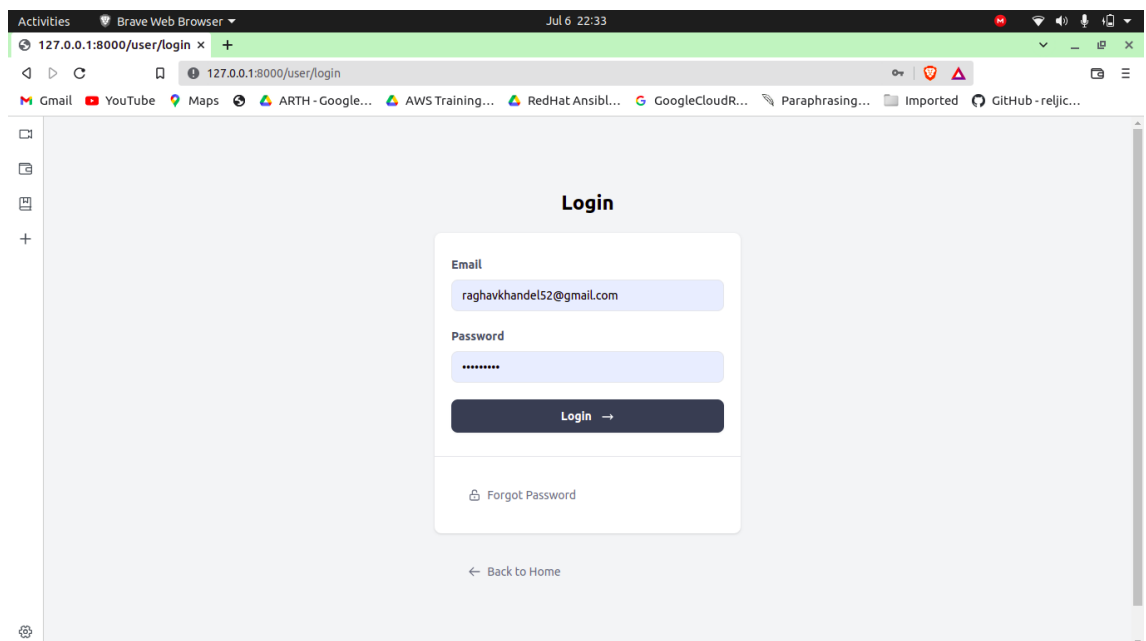 Activities Brave Web Browser Jul 6 22:33
127.0.0.1:8000/user/login
127.0.0.1:8000/user/login
Gmail YouTube Maps ARTH - Google... AWS Training... RedHat Ansibl... GoogleCloudR... Paraphrasing... Imported GitHub - reljic...
Login
Email
raghavkhandel52@gmail.com
Password
•••••••••
Login →
Forgot Password
← Back to Home